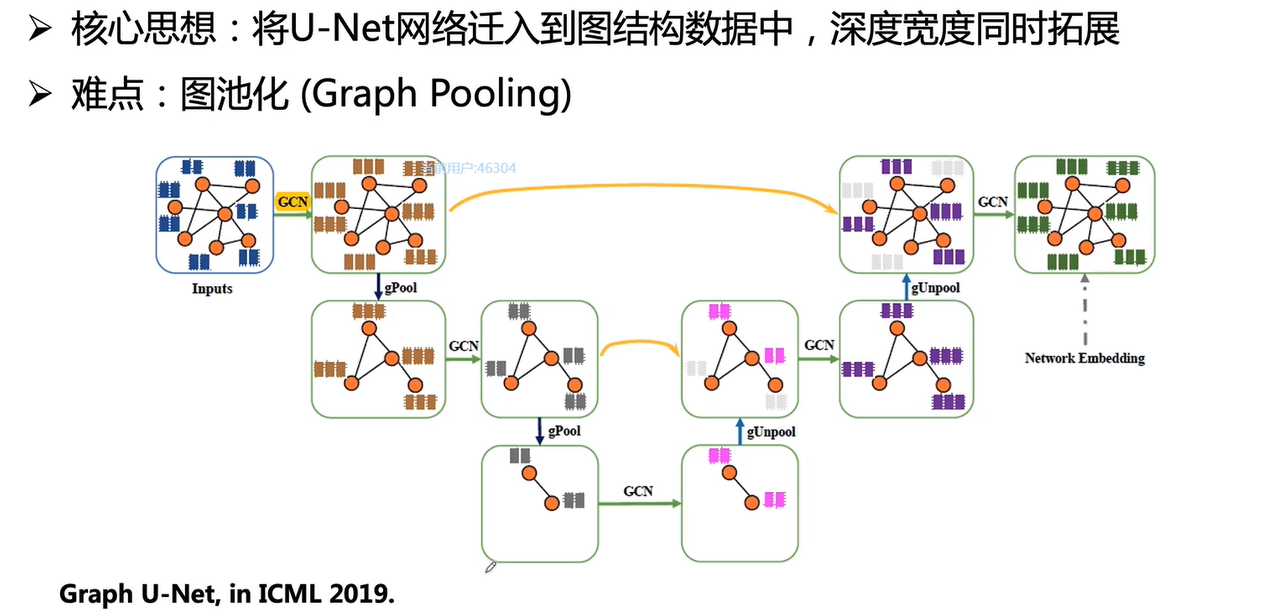 ➢ 核心思想：将U-Net网络迁入到图结构数据中，深度宽度同时拓展
➢ 难点：图池化 (Graph Pooling)
当前用户:46304
GCN
GCN
Inputs
gPool
gUnpool
GCN
GCN
Network Embedding
gPool
gUnpool
GCN
Graph U-Net, in ICML 2019.